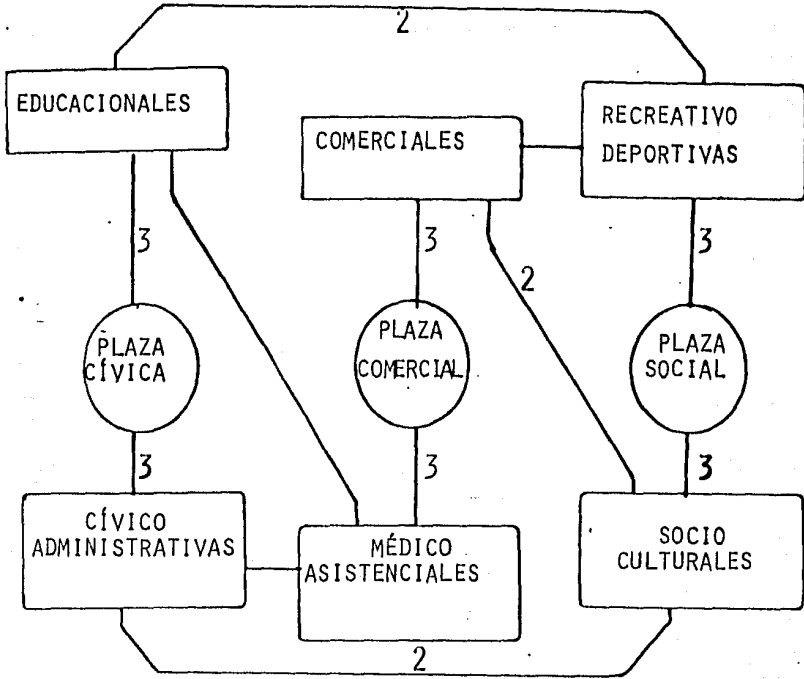 2
EDUCACIONALES
COMERCIALES
RECREATIVO
DEPORTIVAS
3
3
3
2
PLAZA
CÍVICA
PLAZA
COMERCIAL
PLAZA
SOCIAL
3
3
3
CÍVICO
ADMINISTRATIVAS
MÉDICO
ASISTENCIALES
SOCIO
CULTURALES
2